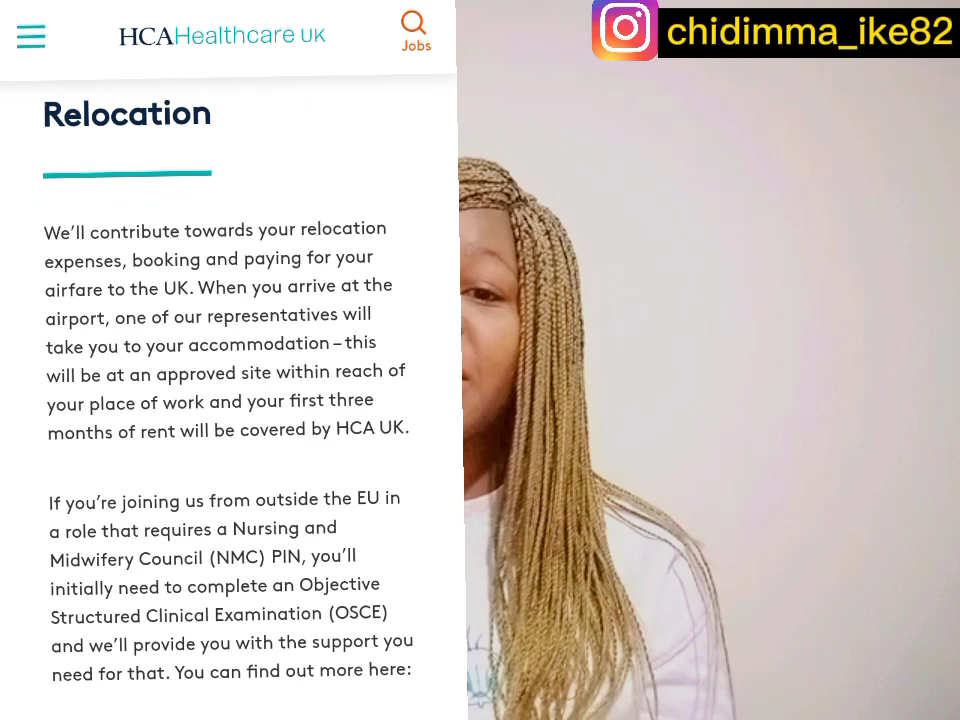 HCAHealthcare UK
Jobs
chidimma_ike82
Relocation
We'll contribute towards your relocation
expenses, booking and paying for your
airfare to the UK. When you arrive at the
airport, one of our representatives will
take you to your accommodation – this
will be at an approved site within reach of
your place of work and your first three
months of rent will be covered by HCA UK.
If you're joining us from outside the EU in
a role that requires a Nursing and
Midwifery Council (NMC) PIN, you'll
initially need to complete an Objective
Structured Clinical Examination (OSCE)
and we'll provide you with the support you
need for that. You can find out more here: